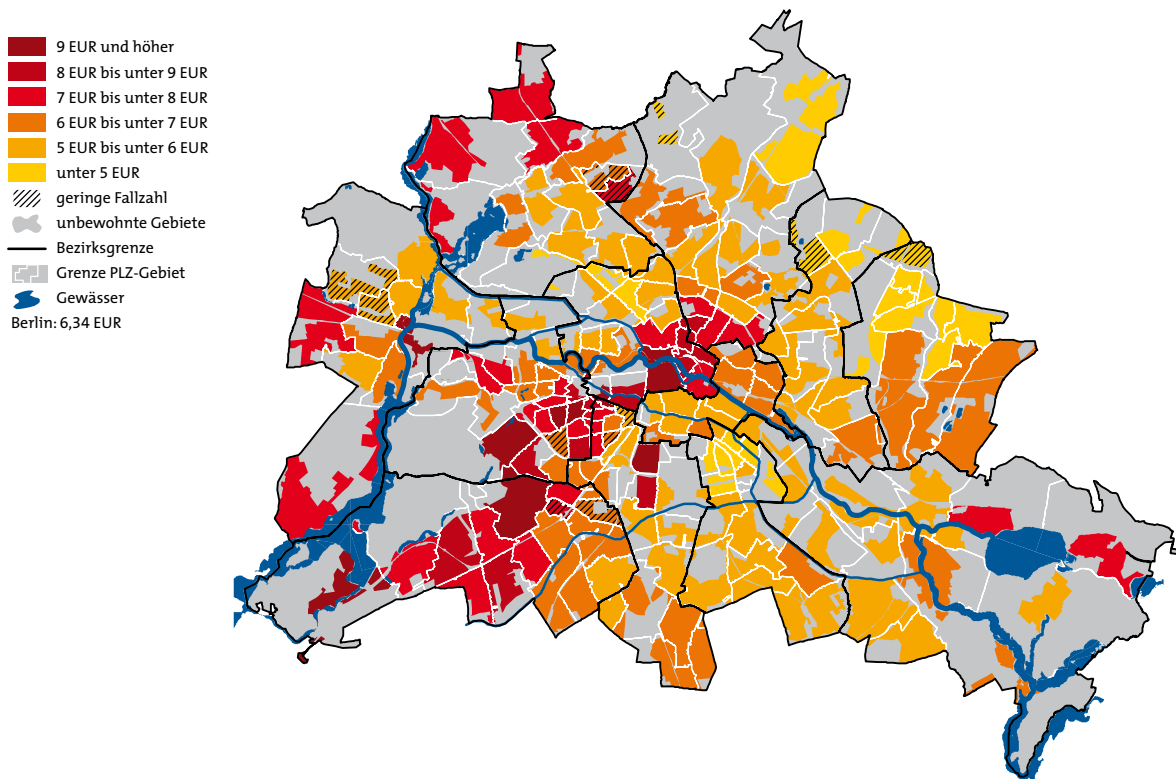 9 EUR und höher
8 EUR bis unter 9 EUR
7 EUR bis unter 8 EUR
6 EUR bis unter 7 EUR
5 EUR bis unter 6 EUR
unter 5 EUR
geringe Fallzahl
unbewohnte Gebiete
Bezirksgrenze
Grenze PLZ-Gebiet
Gewässer
Berlin: 6,34 EUR